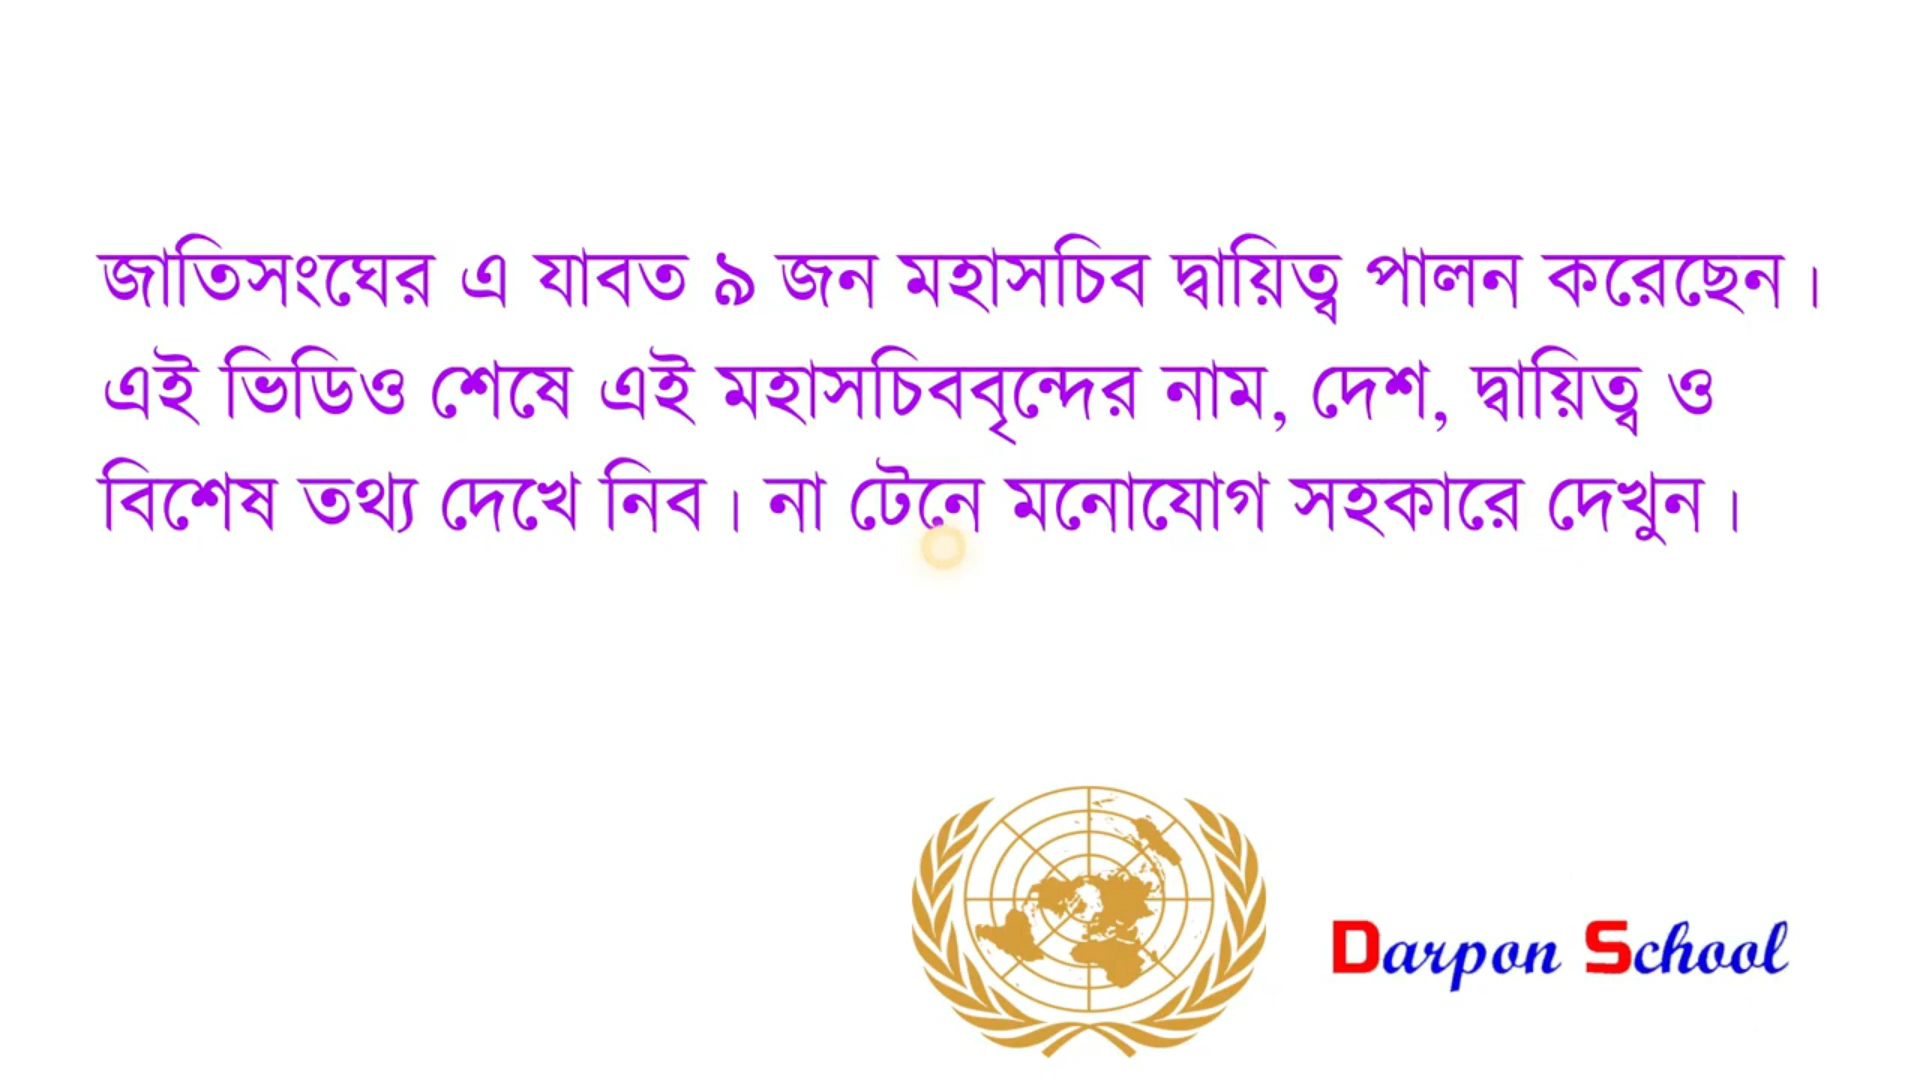 জাতিসংঘের এ যাবত ৯ জন মহাসচিব দ্বায়িত্ব পালন করেছেন।
এই ভিডিও শেষে এই মহাসচিববৃন্দের নাম, দেশ, দ্বায়িত্ব ও
বিশেষ তথ্য দেখে নিব। না টেনে মনোযোগ সহকারে দেখুন।
Darpon School